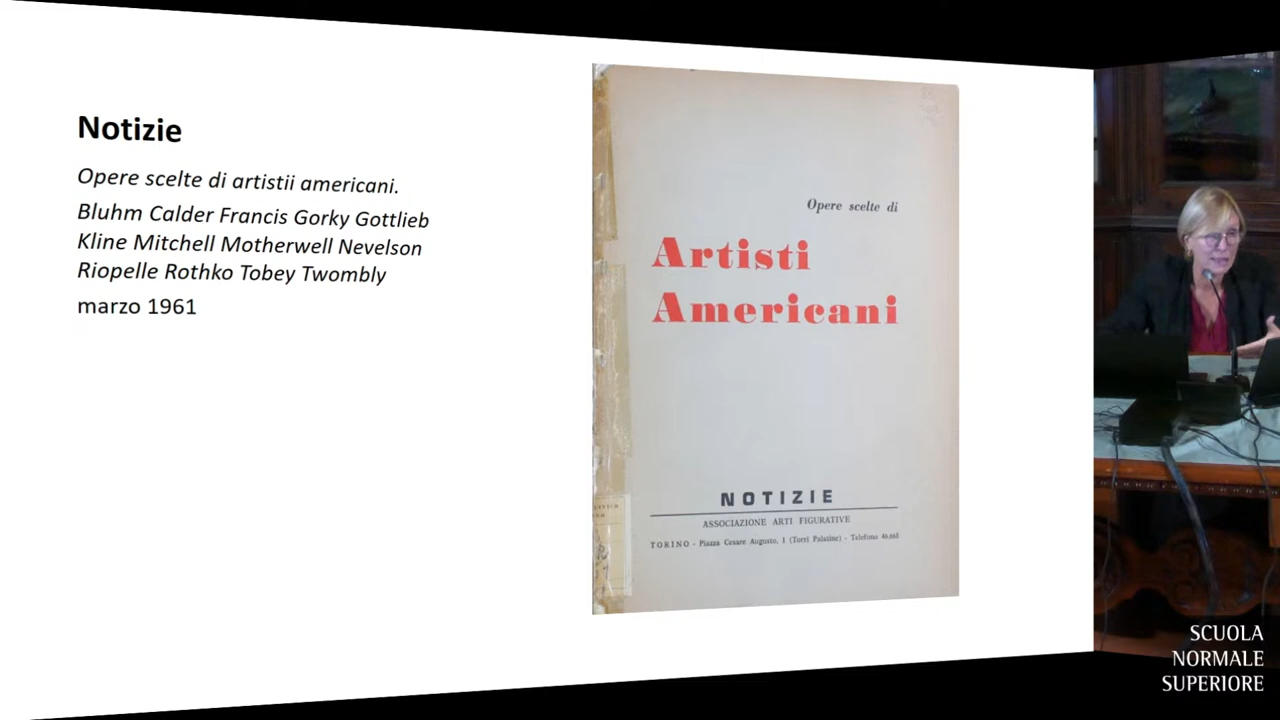 Notizie
Opere scelte di artistii americani.
Bluhm Calder Francis Gorky Gottlieb
Kline Mitchell Motherwell Nevelson
Riopelle Rothko Tobey Twombly
marzo 1961
Opere scelte di
Artisti
Americani
NOTIZIE
ASSOCIAZIONE ARTI FIGURATIVE
TORINO - Piazza Cesare Augusto, 1 (Torri Palatine) - Telefono 46.668
SCUOLA
NORMALE
SUPERIORE